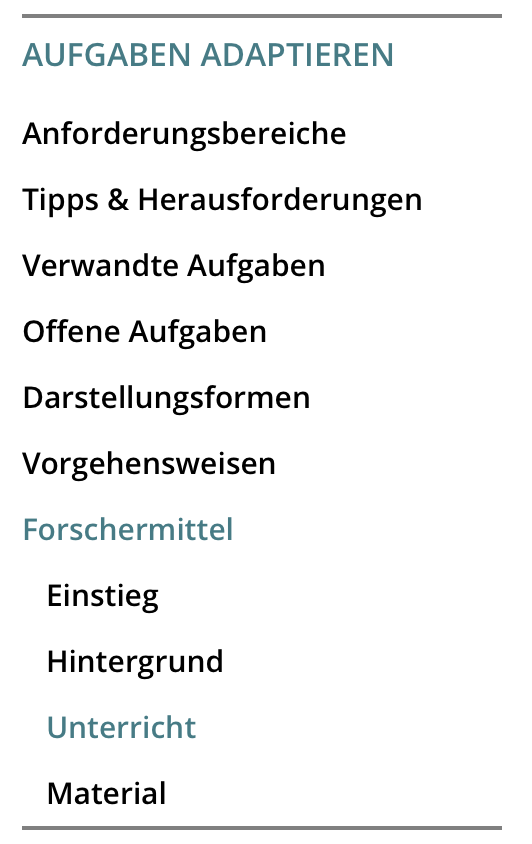 AUFGABEN ADAPTIEREN
Anforderungsbereiche
Tipps & Herausforderungen
Verwandte Aufgaben
Offene Aufgaben
Darstellungsformen
Vorgehensweisen
Forschermittel
Einstieg
Hintergrund
Unterricht
Material